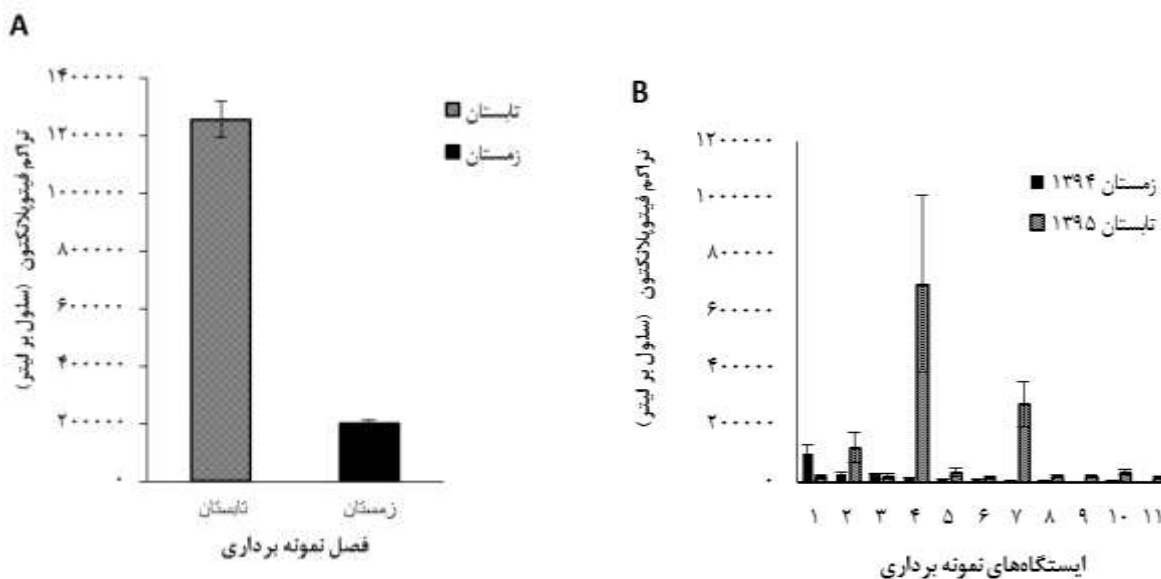 A
تراکم فیتوپلانکتون (سلول بر لیتر)
۱۴۰۰۰۰۰
۱۲۰۰۰۰۰
۱۰۰۰۰۰۰
۸۰۰۰۰۰
۶۰۰۰۰۰
۴۰۰۰۰۰
۲۰۰۰۰۰
۰
تابستان
زمستان
تابستان زمستان
فصل نمونه برداری
B
تراکم فیتوپلانکتون (سلول بر لیتر)
۱۲۰۰۰۰۰
۱۰۰۰۰۰۰
۸۰۰۰۰۰
۶۰۰۰۰۰
۴۰۰۰۰۰
۲۰۰۰۰۰
۰
زمستان ۱۳۹۴
تابستان ۱۳۹۵
۱ ۲ ۳ ۴ ۵ ۶ ۷ ۸ ۹ ۱۰ ۱۱
ایستگاه‌های نمونه برداری